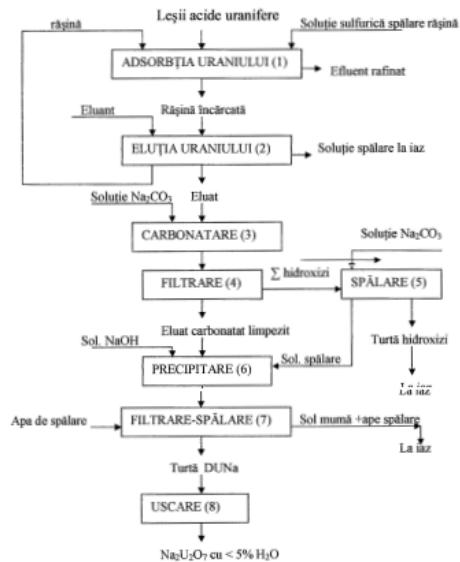 Leșii acide uranifere
rășină
Soluție sulfurică spălare rășină
ADSORBȚIA URANIULUI (1)
Efluent rafinat
Eluant
Rășină încărcată
ELUȚIA URANIULUI (2)
Soluție spălare la iaz
Soluție Na₂CO₃
Eluat
CARBONATARE (3)
Soluție Na₂CO₃
∑ hidroxizi
FILTRARE (4)
SPĂLARE (5)
Eluat carbonatat limpezit
Turtă hidroxizi
Sol. NaOH
Sol. spălare
PRECIPITARE (6)
La iaz
Apa de spălare
FILTRARE-SPĂLARE (7)
Sol mumă +ape spălare
La iaz
Turtă DUNa
USCARE (8)
Na₂U₂O₇ cu < 5% H₂O